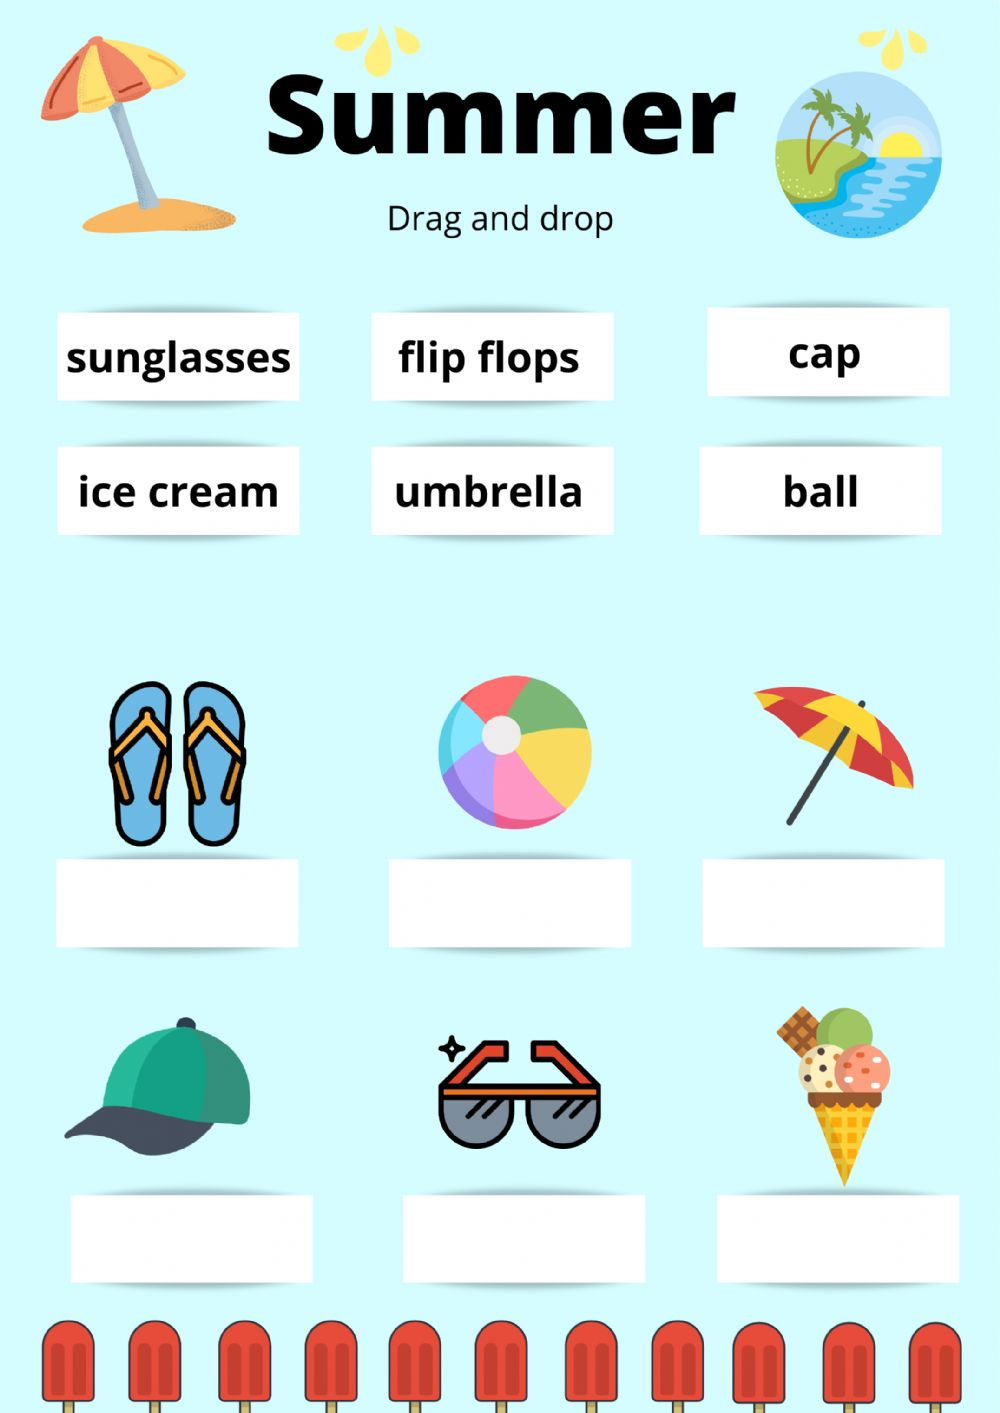 Summer
Drag and drop
sunglasses
flip flops
cap
ice cream
umbrella
ball